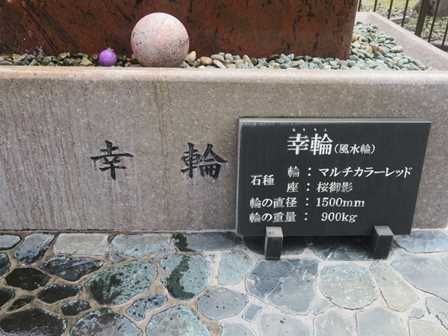 幸 輪
幸輪(風水輪)
石種 輪:マルチカラーレッド
座:桜御影
輪の直径:1500mm
輪の重量:900kg